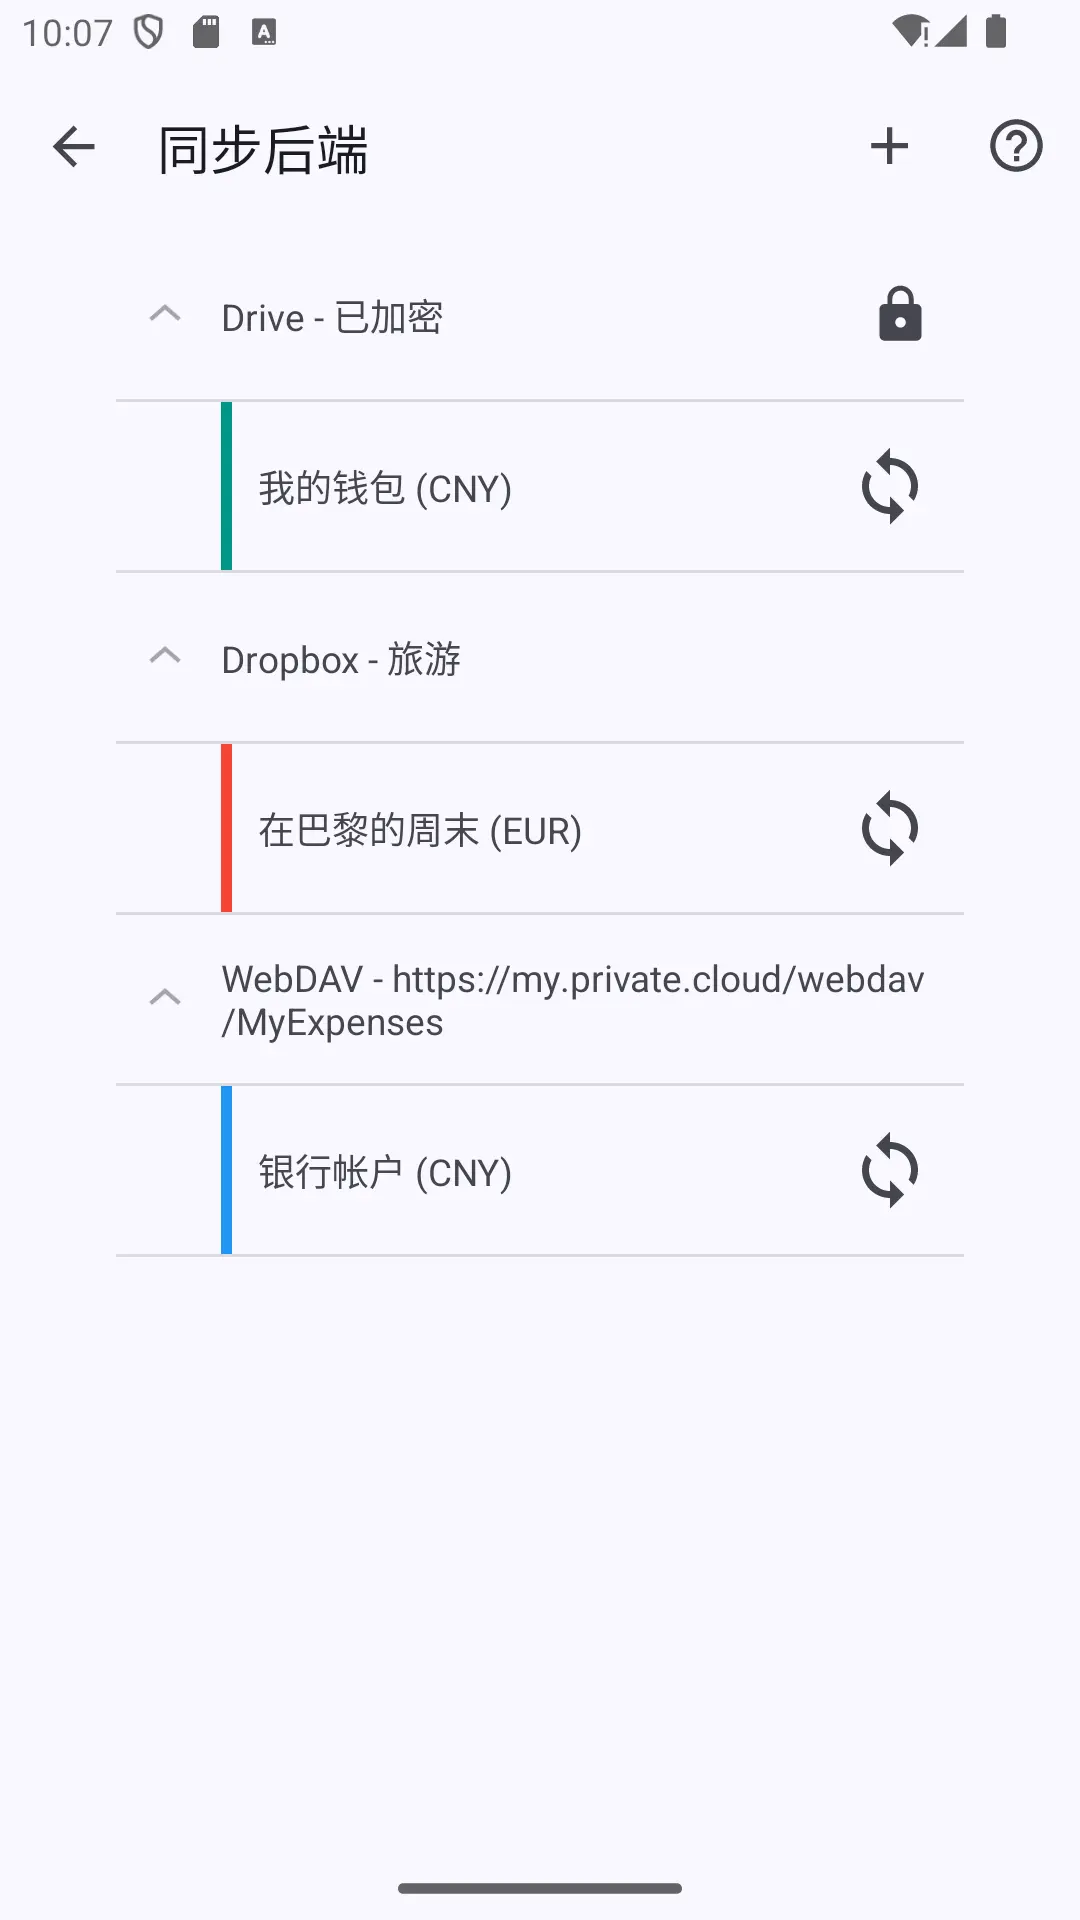 10:07
同步后端
Drive - 已加密
我的钱包 (CNY)
Dropbox - 旅游
在巴黎的周末 (EUR)
WebDAV - https://my.private.cloud/webdav
/MyExpenses
银行帐户 (CNY)